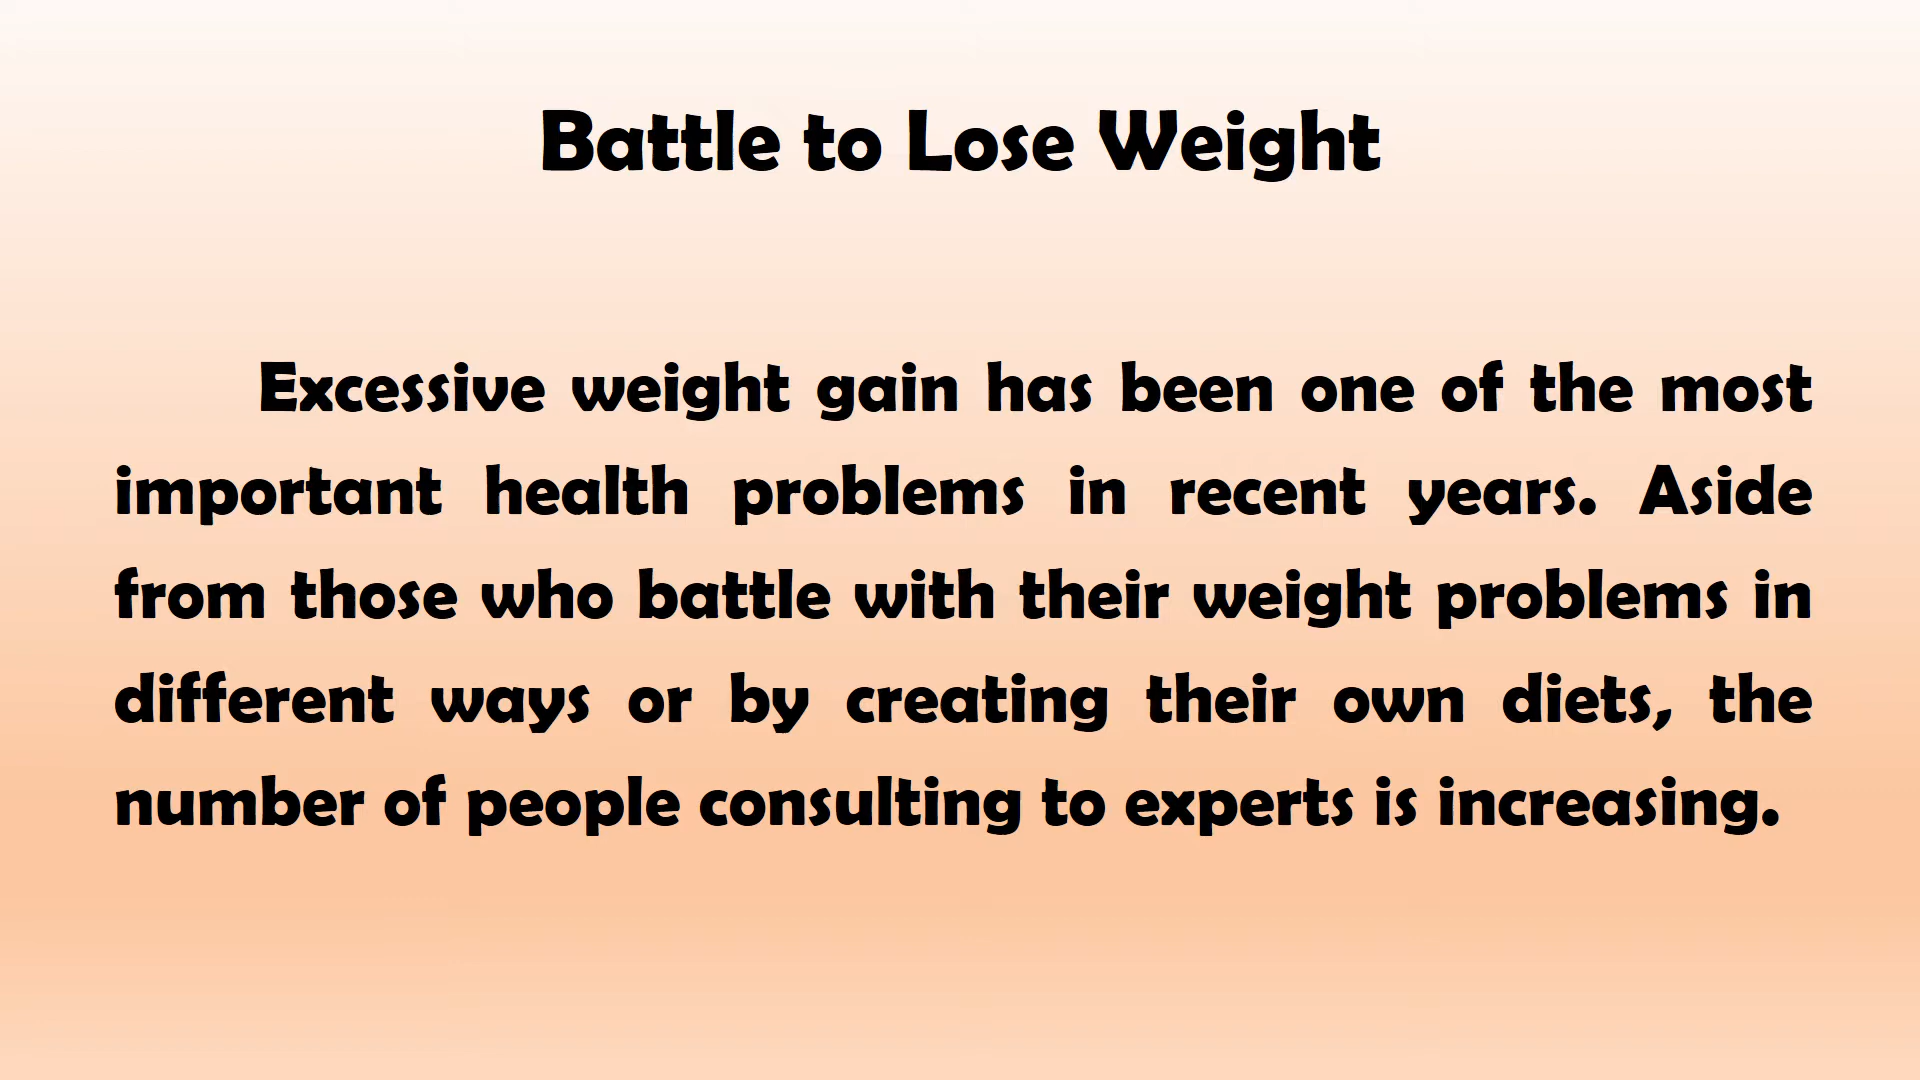 Battle to Lose Weight
Excessive weight gain has been one of the most
important health problems in recent years. Aside
from those who battle with their weight problems in
different ways or by creating their own diets, the
number of people consulting to experts is increasing.